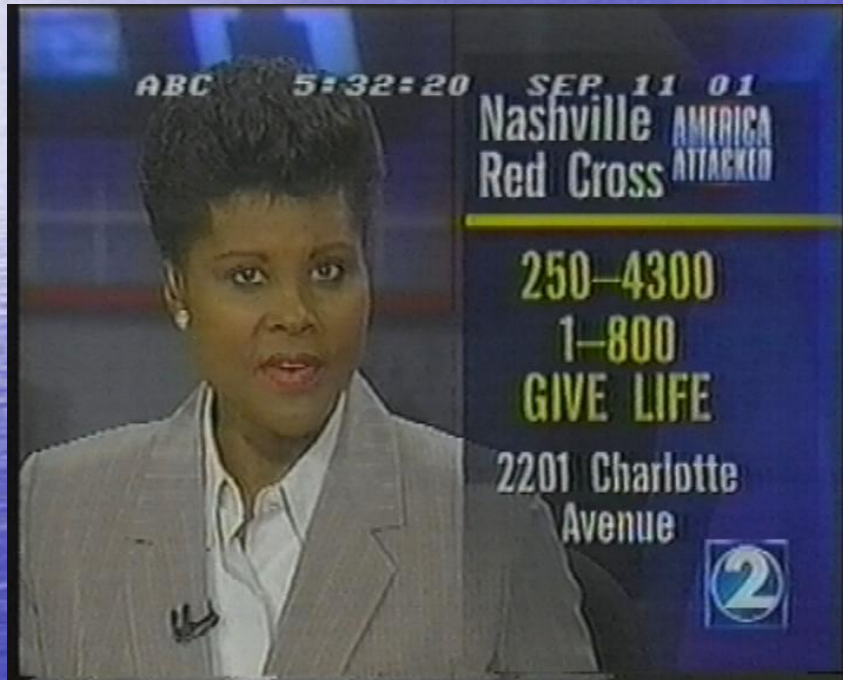 ABC 5:32:20 SEP 11 01
Nashville
Red Cross
AMERICA
ATTACKED
250–4300
1–800
GIVE LIFE
2201 Charlotte
Avenue
2